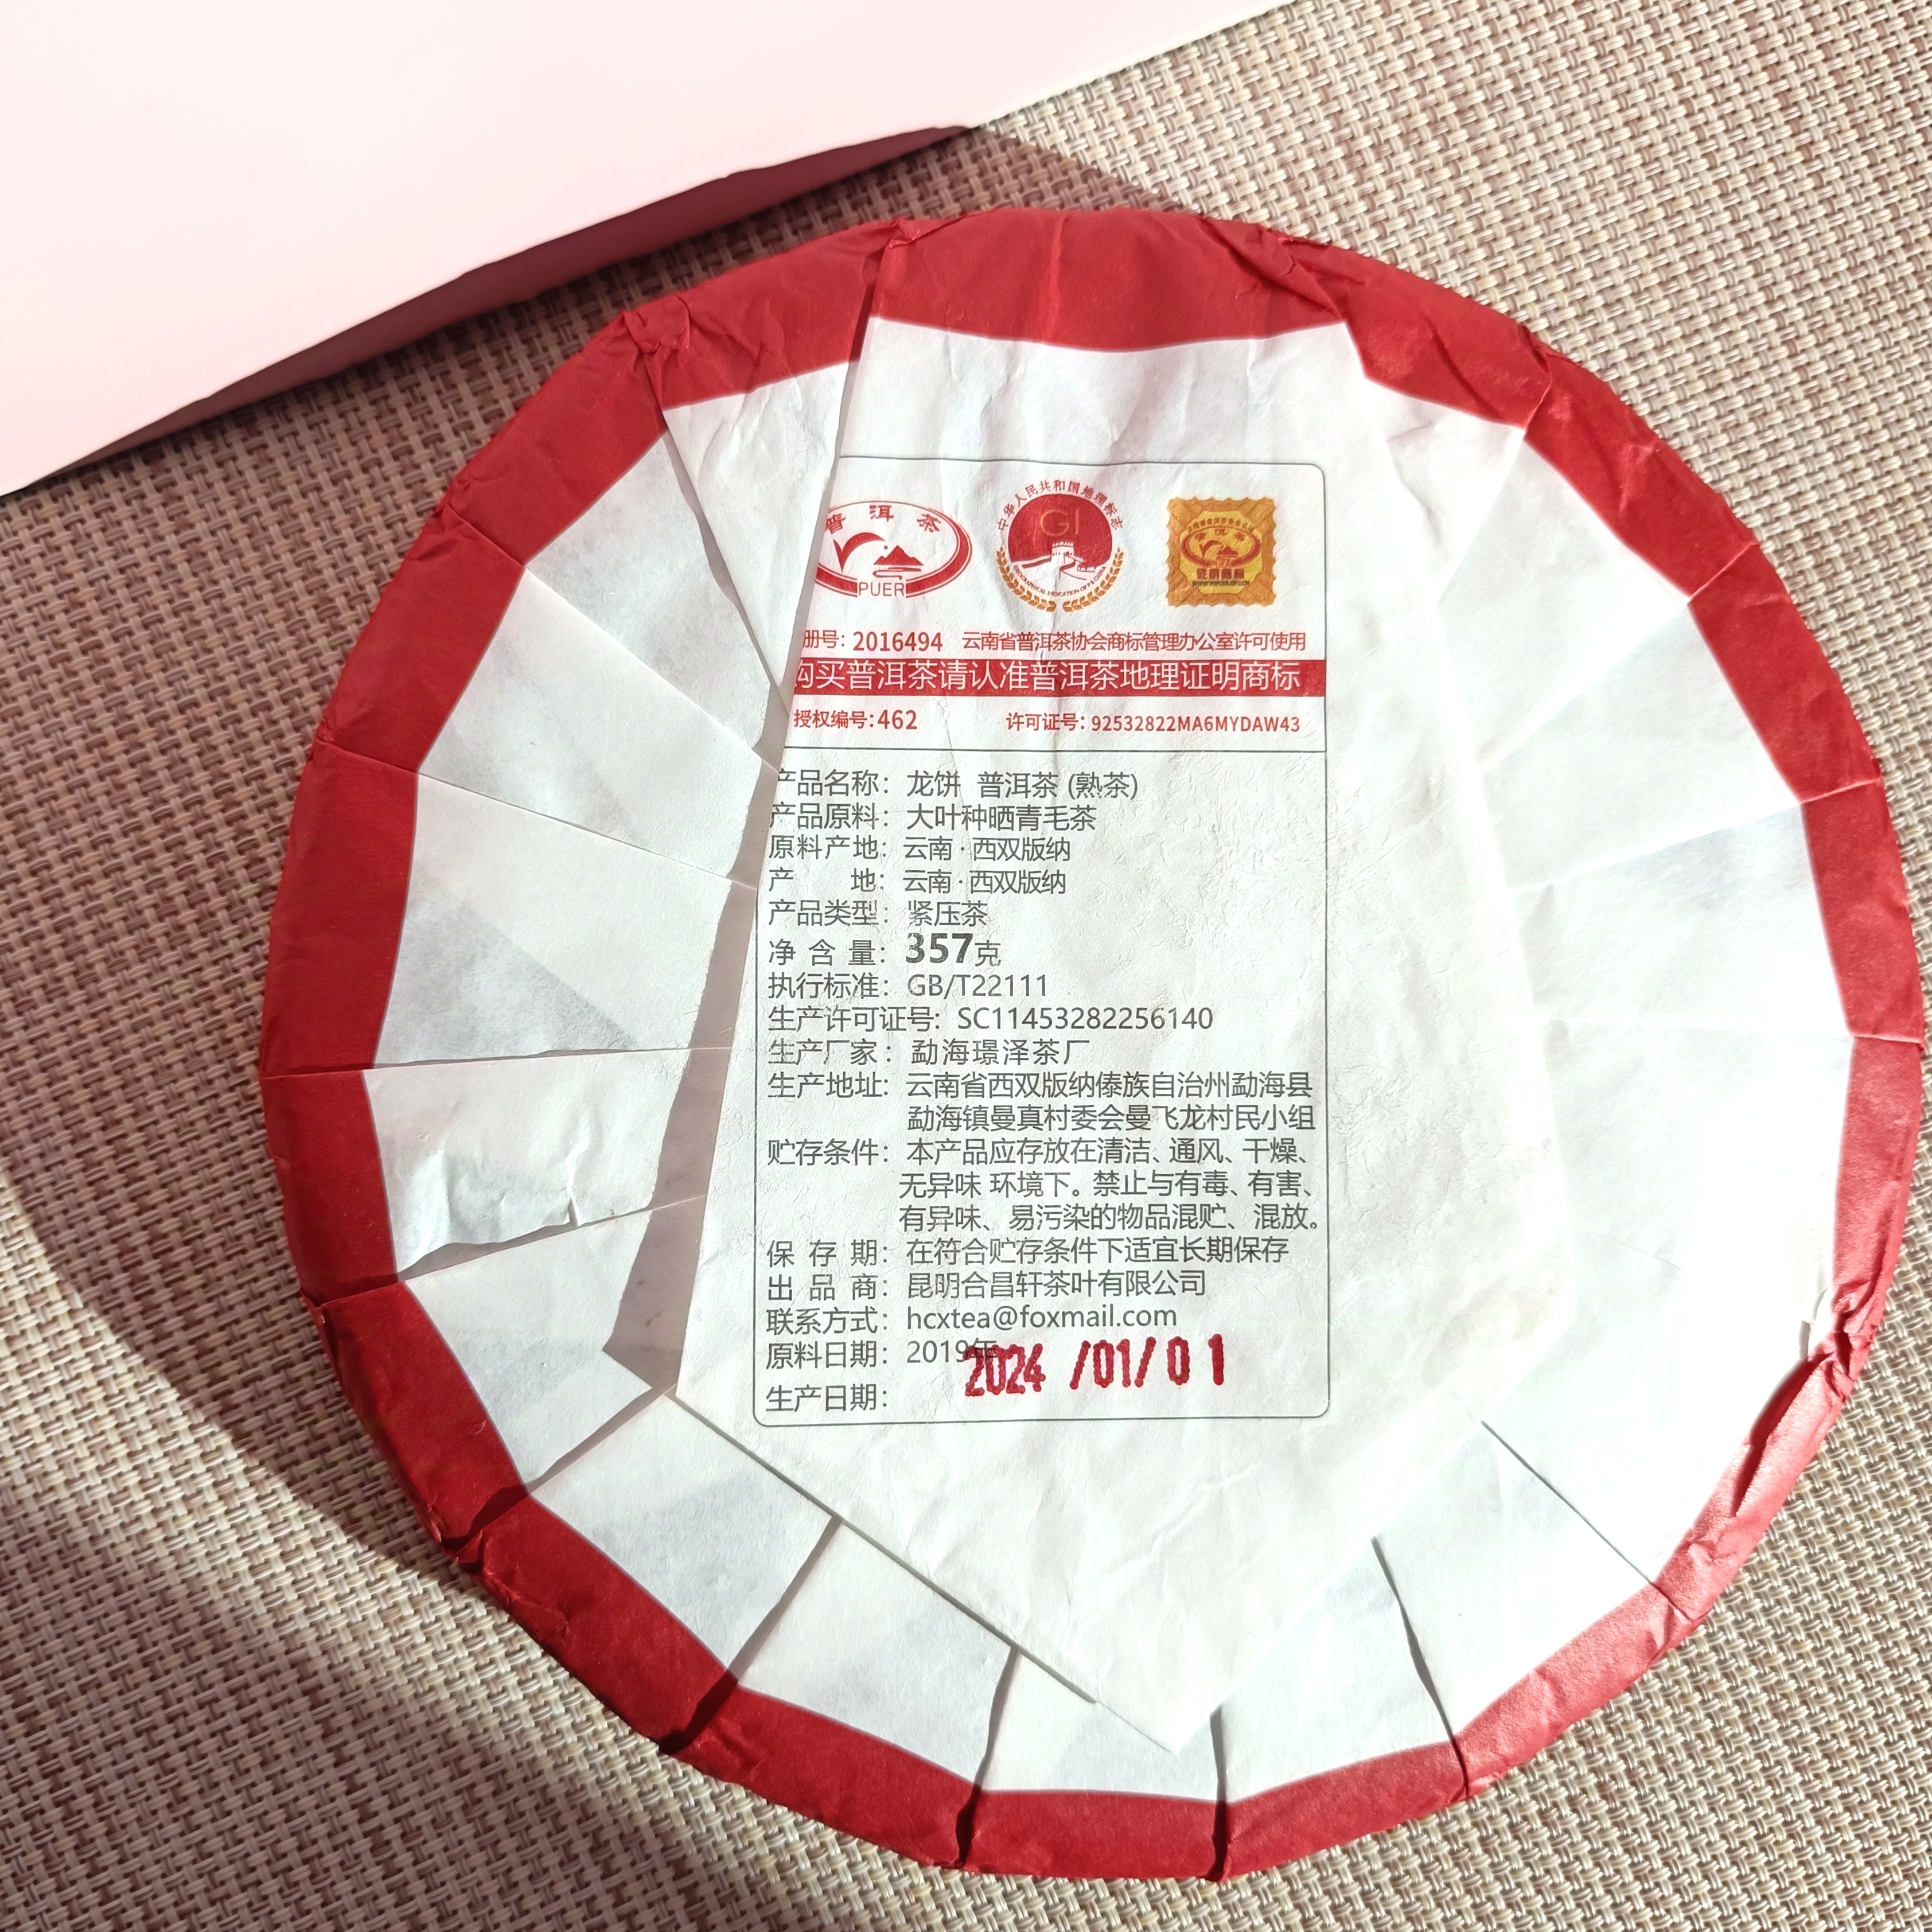 普洱茶
PUER
中华人民共和国地理标志
GI
册号：2016494 云南省普洱茶协会商标管理办公室许可使用
购买普洱茶请认准普洱茶地理证明商标
授权编号：462 许可证号：92532822MA6MYDAW43
产品名称：龙饼 普洱茶 (熟茶)
产品原料：大叶种晒青毛茶
原料产地：云南·西双版纳
产 地：云南·西双版纳
产品类型：紧压茶
净 含 量：357克
执行标准：GB/T22111
生产许可证号：SC11453282256140
生产厂家：勐海璟泽茶厂
生产地址：云南省西双版纳傣族自治州勐海县
勐海镇曼真村委会曼飞龙村民小组
贮存条件：本产品应存放在清洁、通风、干燥、
无异味 环境下。禁止与有毒、有害、
有异味、易污染的物品混贮、混放。
保 存 期：在符合贮存条件下适宜长期保存
出 品 商：昆明合昌轩茶叶有限公司
联系方式：hcxtea@foxmail.com
原料日期：2019年
2024 /01/01
生产日期：